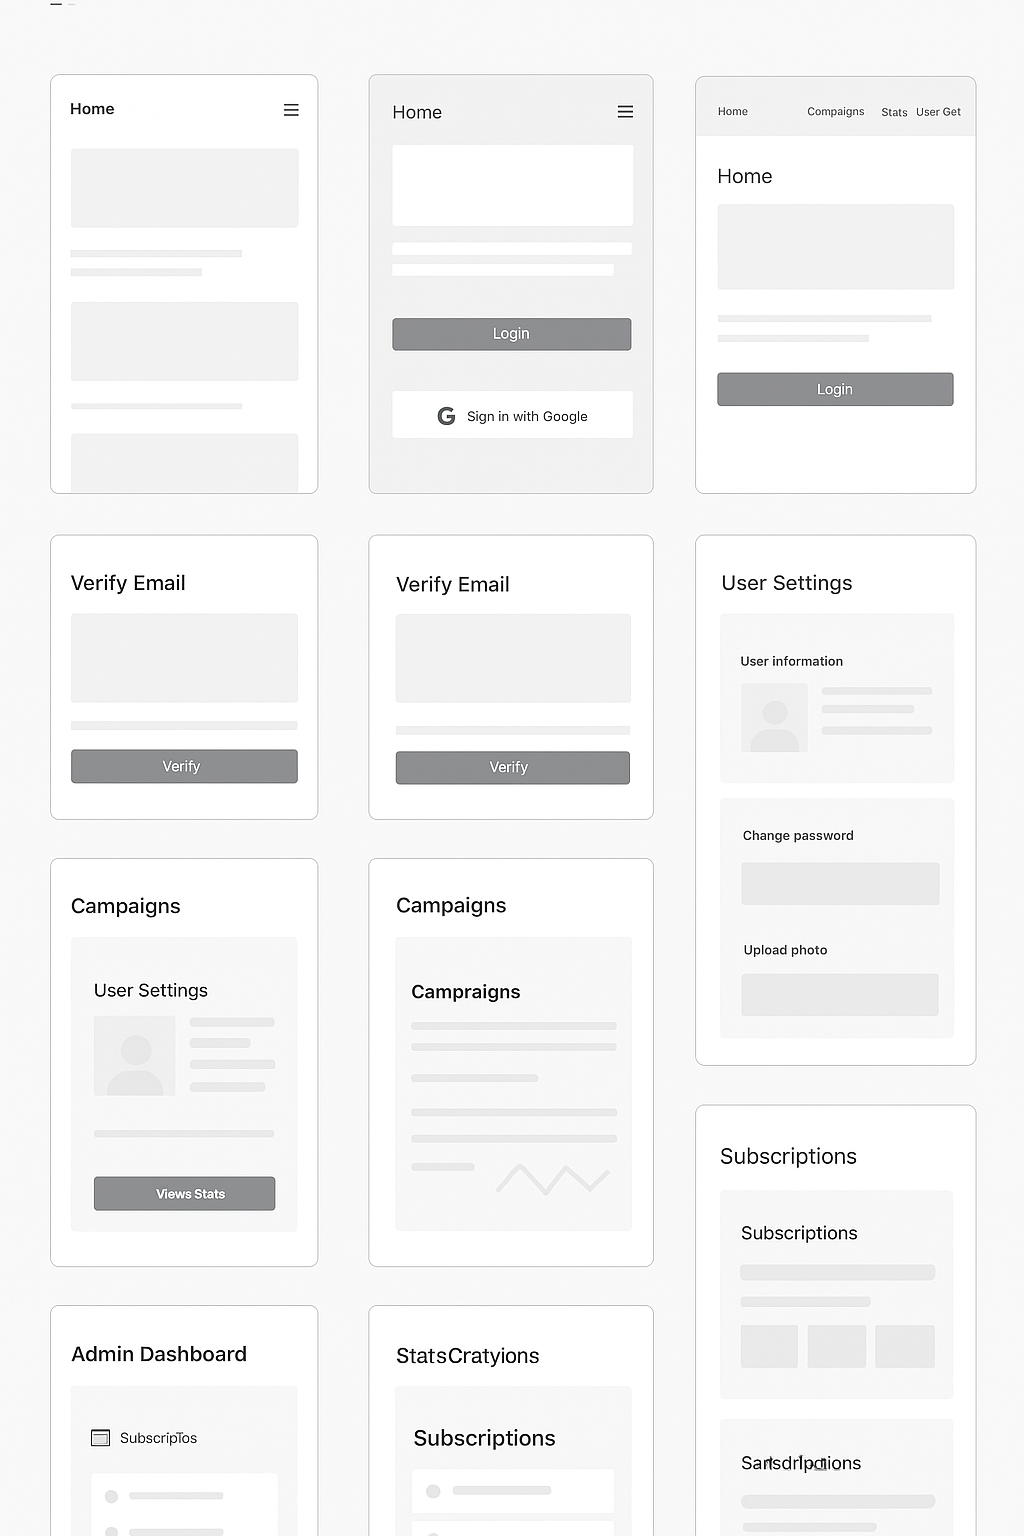 Home
Home
Login
Sign in with Google
Home Compaigns Stats User Get
Home
Login
Verify Email
Verify
Verify Email
Verify
User Settings
User information
Change password
Upload photo
Campaigns
User Settings
Views Stats
Campaigns
Campraigns
Subscriptions
Subscriptions
Admin Dashboard
SubscripTos
StatsCratyions
Subscriptions